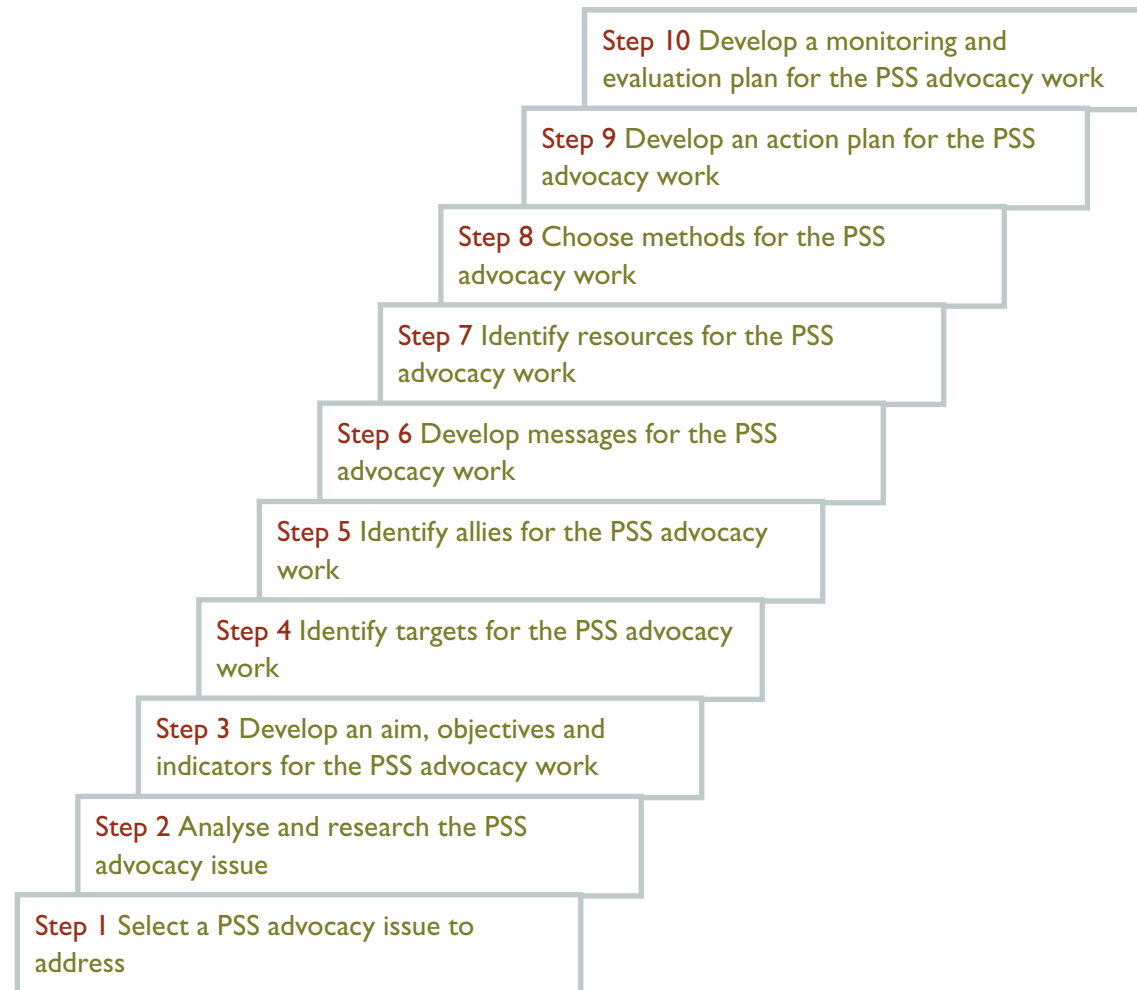 Step 10 Develop a monitoring and
evaluation plan for the PSS advocacy work
Step 9 Develop an action plan for the PSS
advocacy work
Step 8 Choose methods for the PSS
advocacy work
Step 7 Identify resources for the PSS
advocacy work
Step 6 Develop messages for the PSS
advocacy work
Step 5 Identify allies for the PSS advocacy
work
Step 4 Identify targets for the PSS advocacy
work
Step 3 Develop an aim, objectives and
indicators for the PSS advocacy work
Step 2 Analyse and research the PSS
advocacy issue
Step 1 Select a PSS advocacy issue to
address